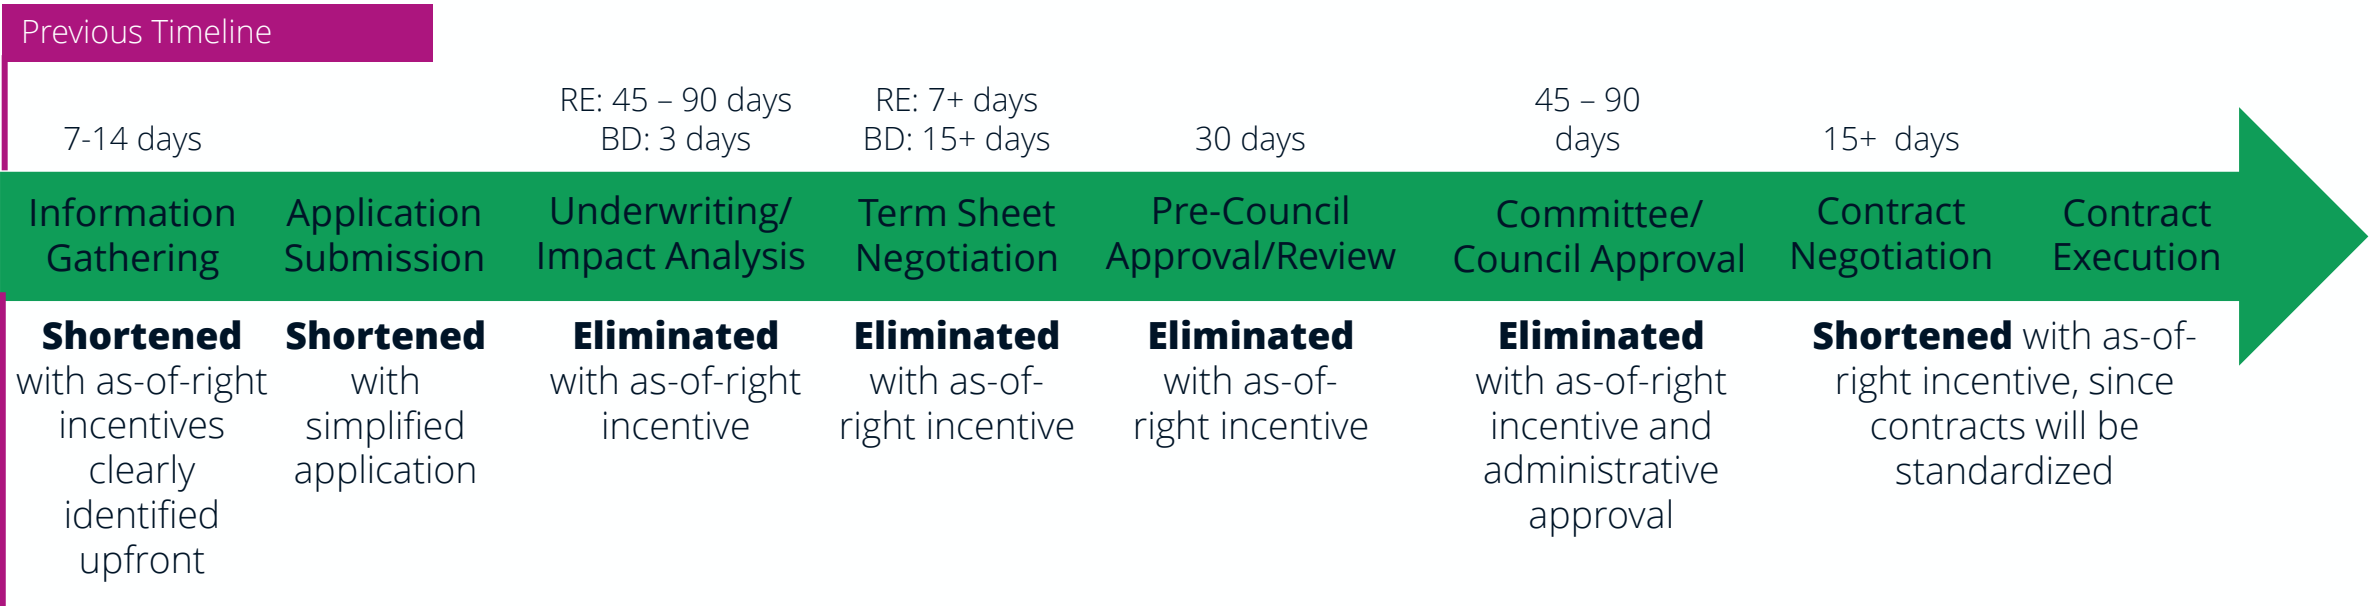 Previous Timeline
7-14 days
RE: 45 – 90 days
BD: 3 days
RE: 7+ days
BD: 15+ days
30 days
45 – 90
days
15+ days
Information
Gathering
Application
Submission
Underwriting/
Impact Analysis
Term Sheet
Negotiation
Pre-Council
Approval/Review
Committee/
Council Approval
Contract
Negotiation
Contract
Execution
Shortened
with as-of-right
incentives
clearly
identified
upfront
Shortened
with
simplified
application
Eliminated
with as-of-right
incentive
Eliminated
with as-of-
right incentive
Eliminated
with as-of-
right incentive
Eliminated
with as-of-right
incentive and
administrative
approval
Shortened with as-of-
right incentive, since
contracts will be
standardized